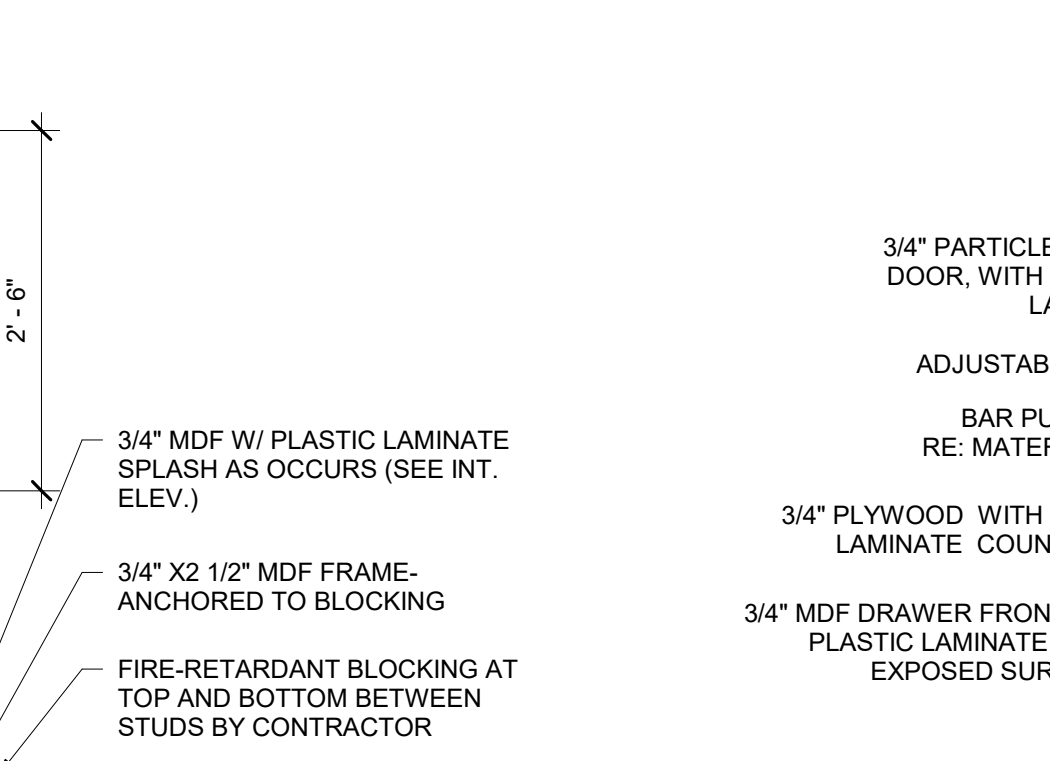 2' - 6"
3/4" MDF W/ PLASTIC LAMINATE
SPLASH AS OCCURS (SEE INT.
ELEV.)
3/4" X2 1/2" MDF FRAME-
ANCHORED TO BLOCKING
FIRE-RETARDANT BLOCKING AT
TOP AND BOTTOM BETWEEN
STUDS BY CONTRACTOR
3/4" PARTICLE
DOOR, WITH
LA
ADJUSTAB
BAR PU
RE: MATER
3/4" PLYWOOD WITH
LAMINATE COUN
3/4" MDF DRAWER FRON
PLASTIC LAMINATE
EXPOSED SUR